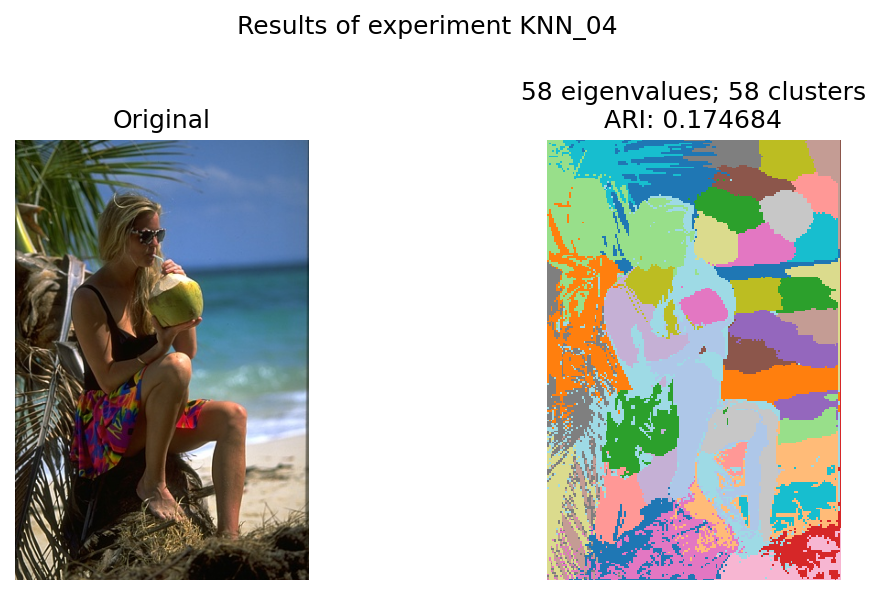 Results of experiment KNN_04
Original
58 eigenvalues; 58 clusters
ARI: 0.174684